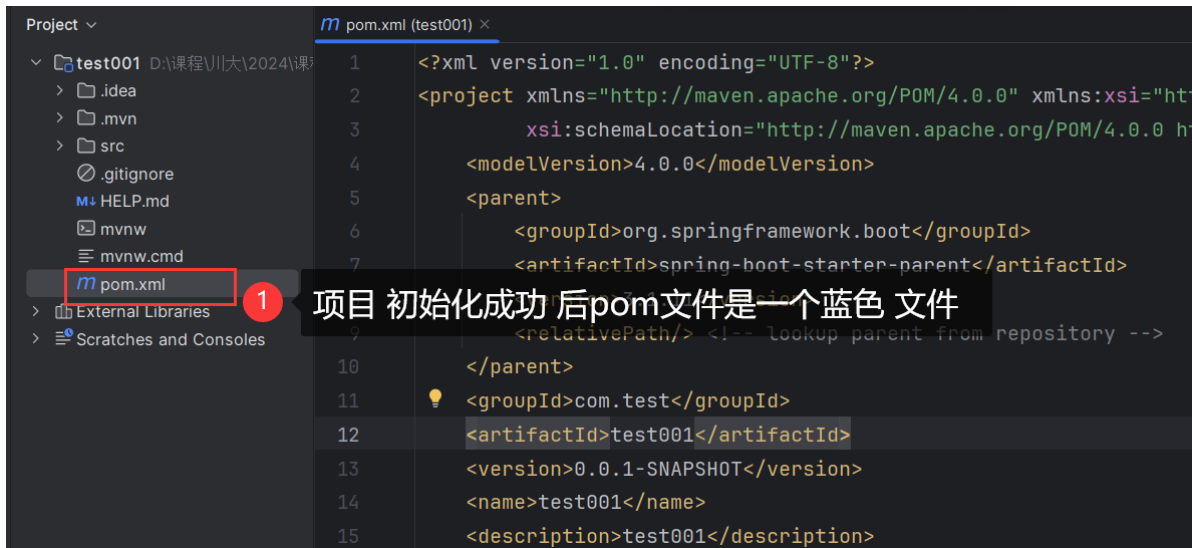 Project
pom.xml (test001)
test001 D:\课程\川大\2024\课
.idea
.mvn
src
.gitignore
M↓ HELP.md
mvnw
mvnw.cmd
m pom.xml
External Libraries
Scratches and Consoles
1
项目 初始化成功 后pom文件是一个蓝色 文件
1 <?xml version="1.0" encoding="UTF-8"?>
2 <project xmlns="http://maven.apache.org/POM/4.0.0" xmlns:xsi="htt
3 xsi:schemaLocation="http://maven.apache.org/POM/4.0.0 h
4 <modelVersion>4.0.0</modelVersion>
5 <parent>
6 <groupId>org.springframework.boot</groupId>
7 <artifactId>spring-boot-starter-parent</artifactId>
9 <relativePath/> <!-- lookup parent from repository -->
10 </parent>
11 <groupId>com.test</groupId>
12 <artifactId>test001</artifactId>
13 <version>0.0.1-SNAPSHOT</version>
14 <name>test001</name>
15 <description>test001</description>